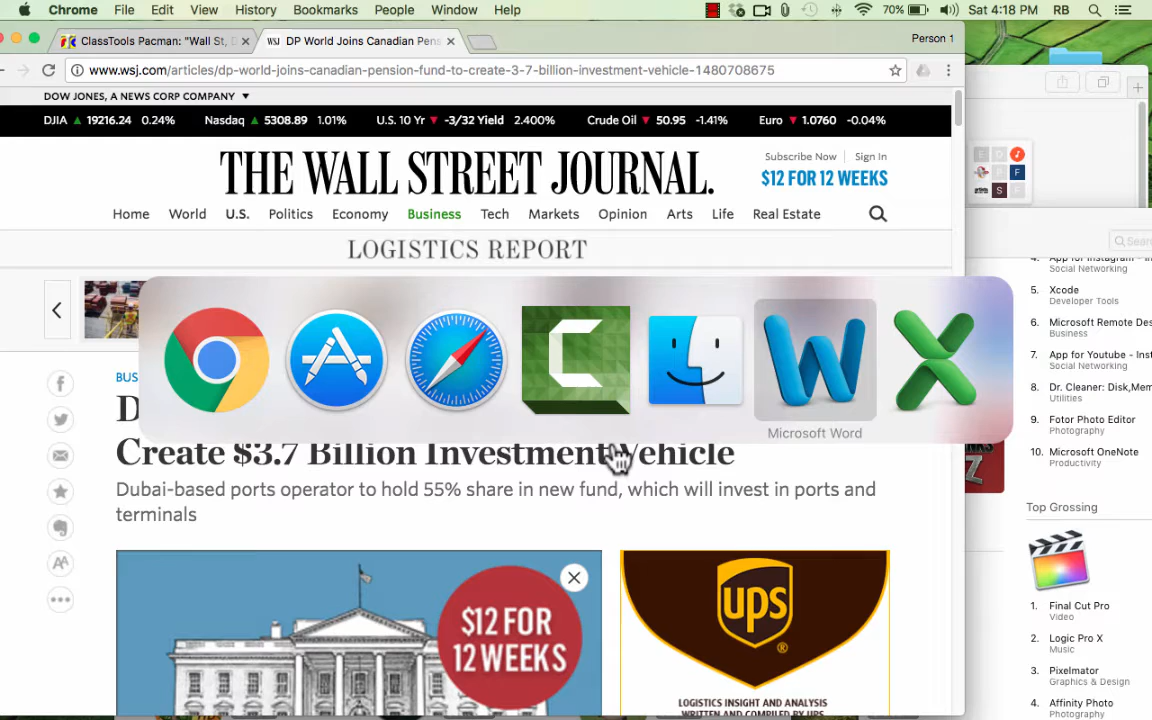 Chrome File Edit View History Bookmarks People Window Help 70% Sat 4:18 PM RB
ClassTools Pacman: "Wall St, D
WSJ DP World Joins Canadian Pens
Person 1
www.wsj.com/articles/dp-world-joins-canadian-pension-fund-to-create-3-7-billion-investment-vehicle-1480708675
DOW JONES, A NEWS CORP COMPANY
DJIA 19216.24 0.24% Nasdaq 5308.89 1.01% U.S. 10 Yr -3/32 Yield 2.400% Crude Oil 50.95 -1.41% Euro 1.0760 -0.04%
THE WALL STREET JOURNAL.
Subscribe Now Sign In
$12 FOR 12 WEEKS
Home World U.S. Politics Economy Business Tech Markets Opinion Arts Life Real Estate
LOGISTICS REPORT
Microsoft Word
BUS
D
Create $3.7 Billion Investment Vehicle
Dubai-based ports operator to hold 55% share in new fund, which will invest in ports and
terminals
$12 FOR
12 WEEKS
ups
LOGISTICS INSIGHT AND ANALYSIS
WRITTEN AND COMPILED BY UPS
Sear
4. App for Instagram -
Social Networking
5. Xcode
Developer Tools
6. Microsoft Remote Des
Business
7. App for Youtube - Inst
Social Networking
8. Dr. Cleaner: Disk,Mem
Utilities
9. Fotor Photo Editor
Photography
10. Microsoft OneNote
Productivity
Top Grossing
1. Final Cut Pro
Video
2. Logic Pro X
Music
3. Pixelmator
Graphics & Design
4. Affinity Photo
Photography